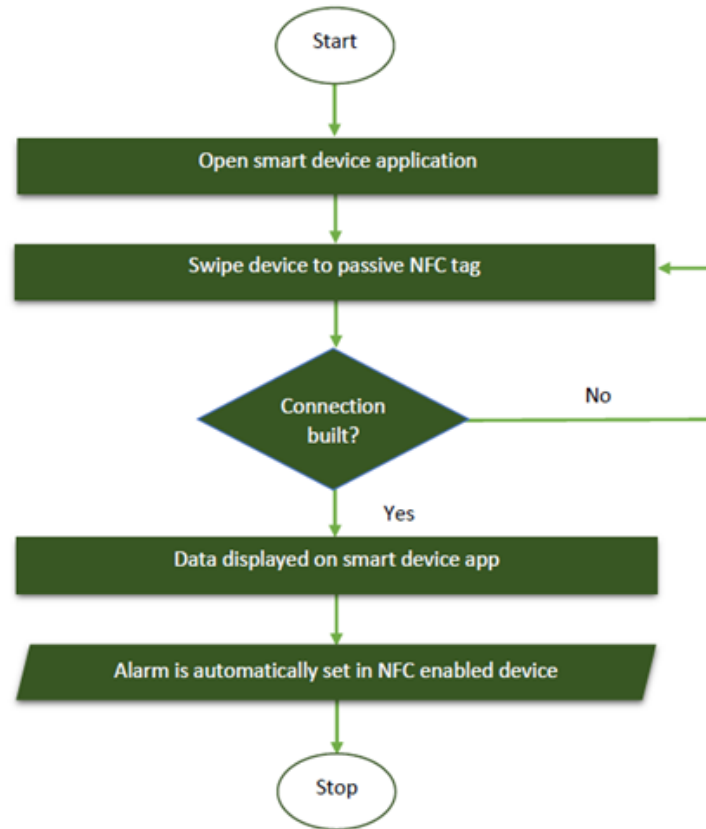 Start
Open smart device application
Swipe device to passive NFC tag
Connection
built?
No
Yes
Data displayed on smart device app
Alarm is automatically set in NFC enabled device
Stop